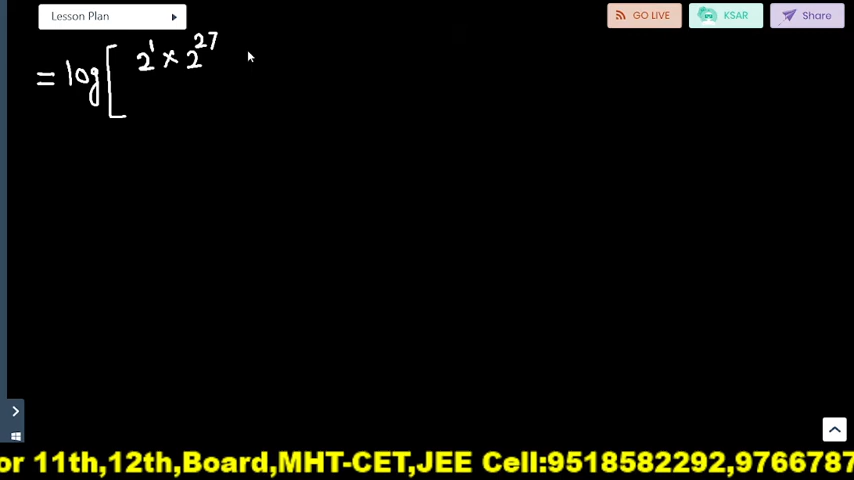 Lesson Plan
GO LIVE
KSAR
Share
= log[ 2¹ × 2²⁷
or 11th,12th,Board,MHT-CET,JEE Cell:9518582292,9766787